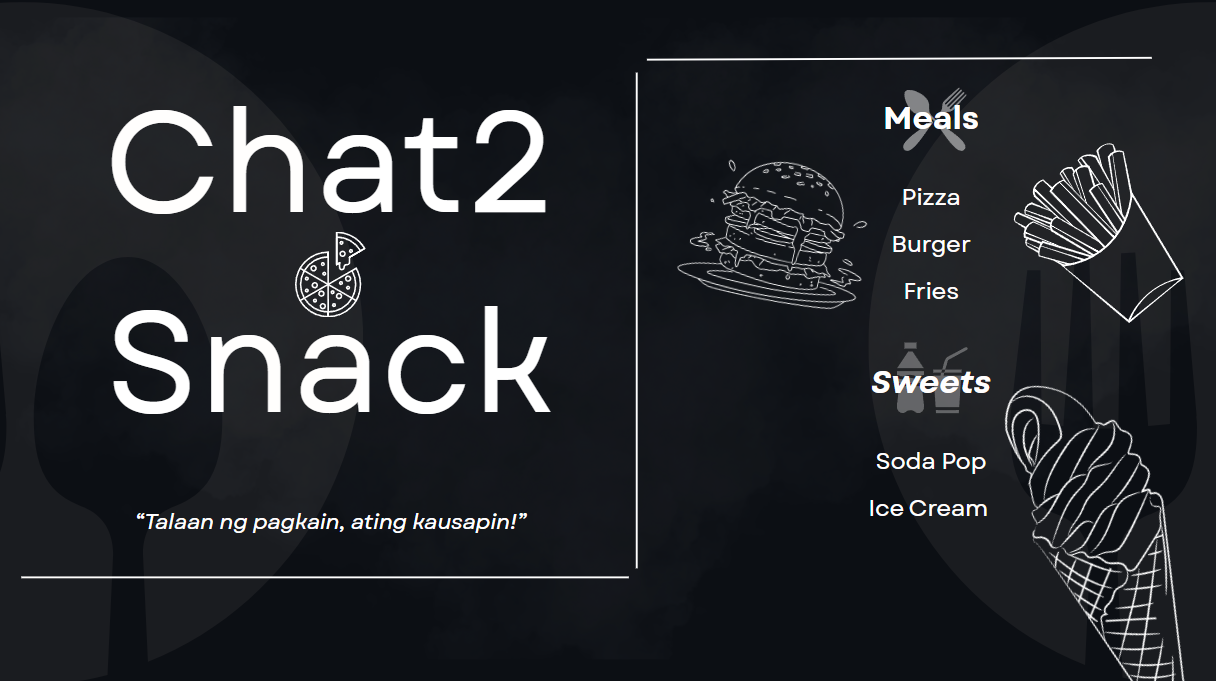 Chat2
Snack
“Talaan ng pagkain, ating kausapin!”
Meals
Pizza
Burger
Fries
Sweets
Soda Pop
Ice Cream